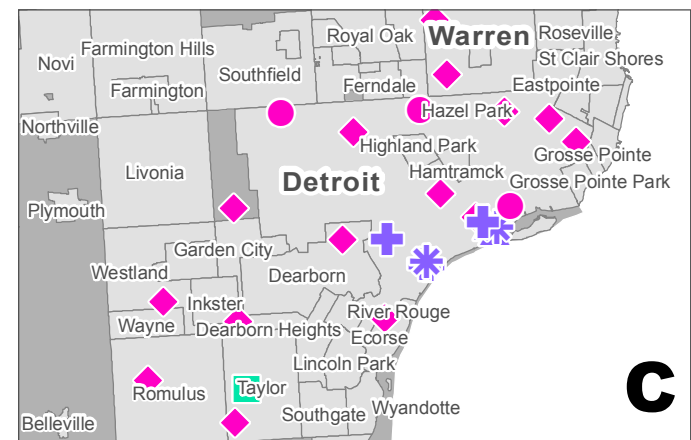 Royal Oak
Warren
Roseville
Farmington Hills
Novi
St Clair Shores
Southfield
Ferndale
Eastpointe
Farmington
Hazel Park
Northville
Highland Park
Grosse Pointe
Livonia
Detroit
Hamtramck
Grosse Pointe Park
Plymouth
Garden City
Westland
Dearborn
Inkster
River Rouge
Wayne
Dearborn Heights
Ecorse
Lincoln Park
Romulus
Taylor
C
Southgate
Wyandotte
Belleville